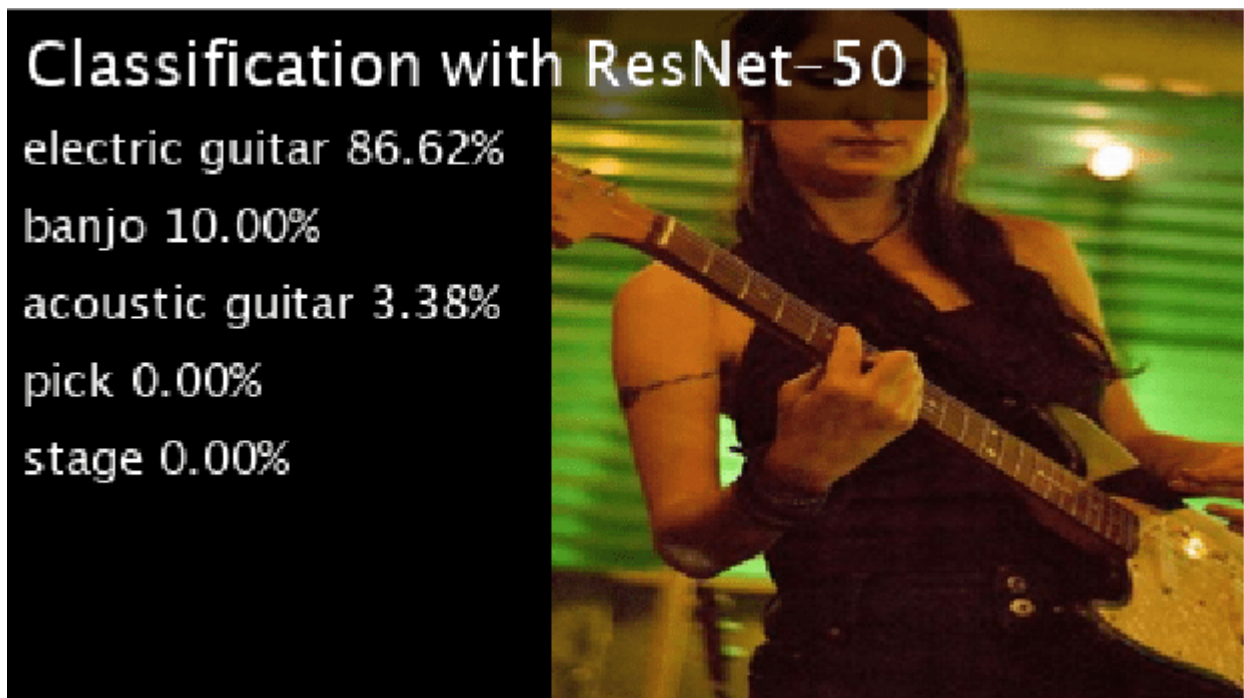 Classification with ResNet-50
electric guitar 86.62%
banjo 10.00%
acoustic guitar 3.38%
pick 0.00%
stage 0.00%